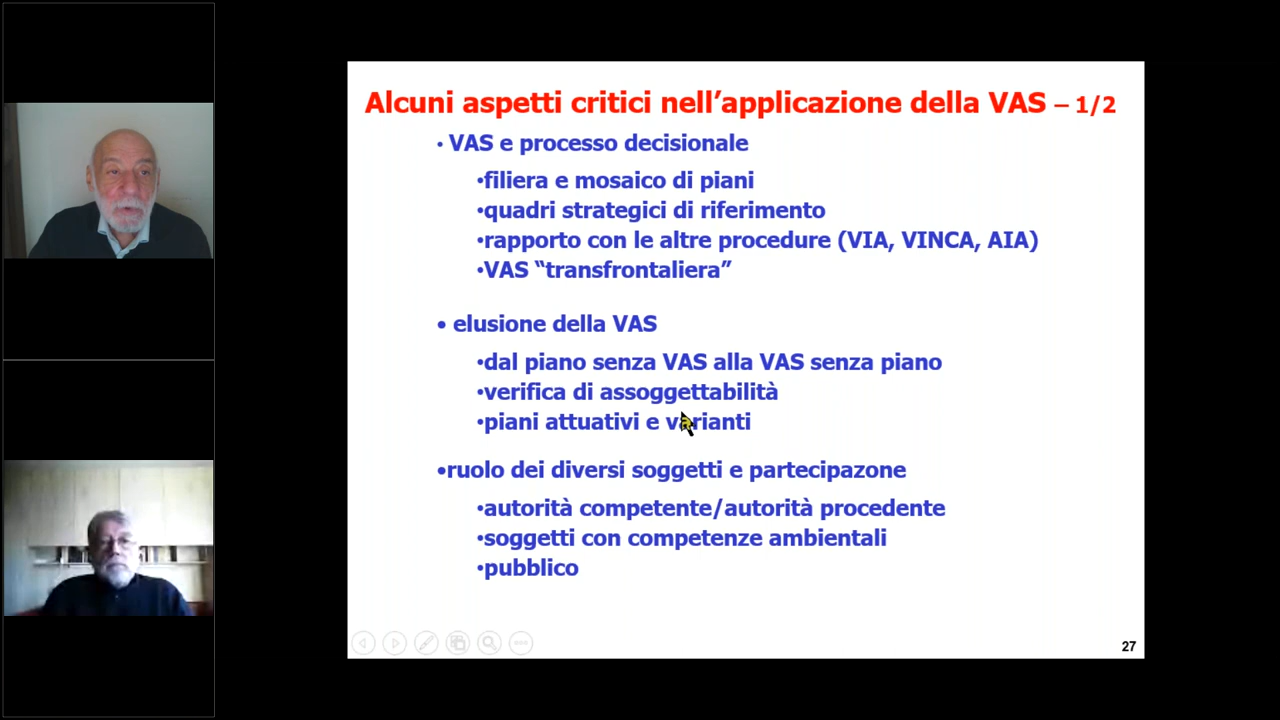 Alcuni aspetti critici nell’applicazione della VAS – 1/2
• VAS e processo decisionale
•filiera e mosaico di piani
•quadri strategici di riferimento
•rapporto con le altre procedure (VIA, VINCA, AIA)
•VAS “transfrontaliera”
• elusione della VAS
•dal piano senza VAS alla VAS senza piano
•verifica di assoggettabilità
•piani attuativi e varianti
•ruolo dei diversi soggetti e partecipazone
•autorità competente/autorità procedente
•soggetti con competenze ambientali
•pubblico
27